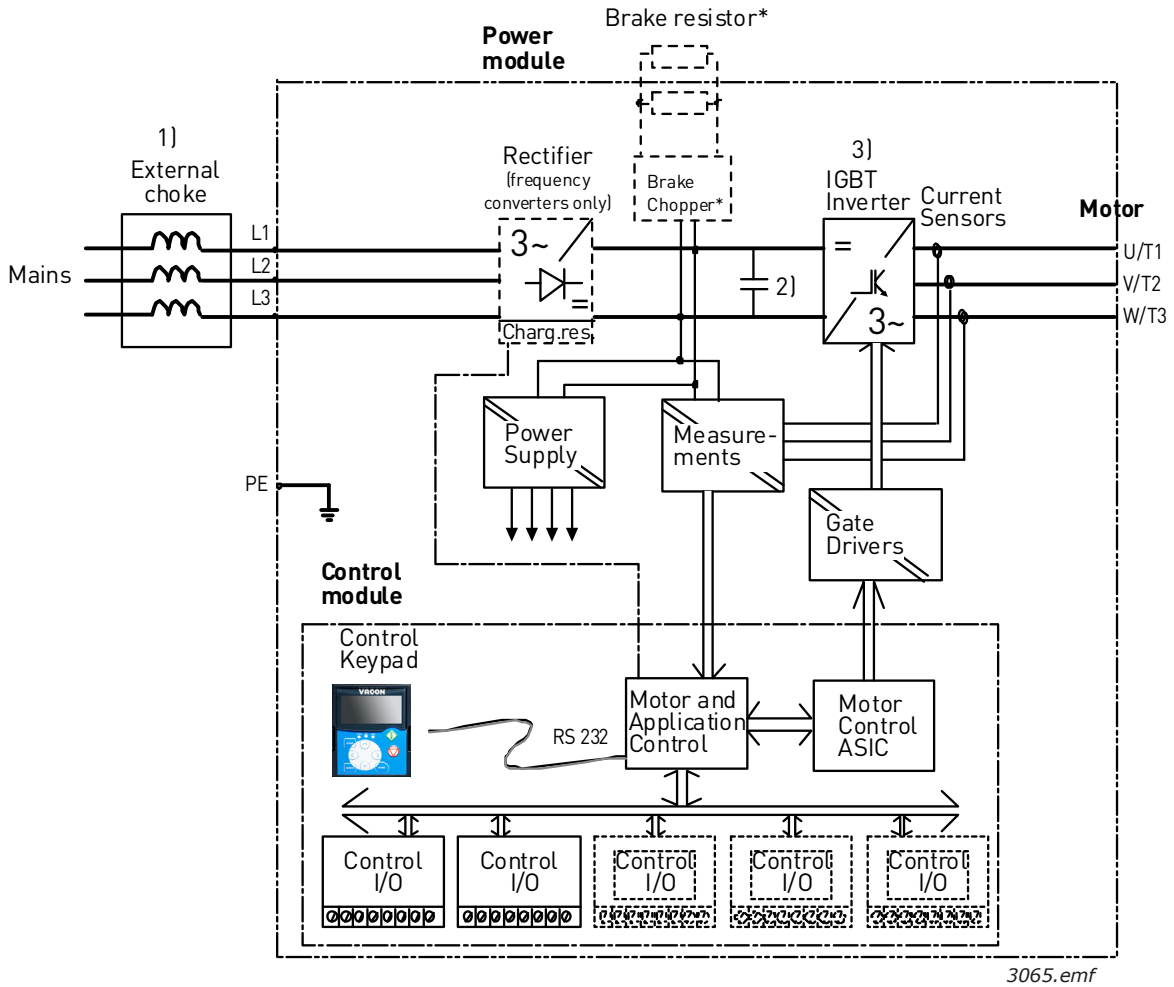 Brake resistor*
Power
module
1)
External
choke
Rectifier
(frequency
converters only)
Brake
Chopper*
3)
IGBT
Inverter
Current
Sensors
Motor
Mains
L1
L2
L3
3~
=
Charg.res
2)
=
3~
U/T1
V/T2
W/T3
Power
Supply
Measure-
ments
PE
Gate
Drivers
Control
module
Control
Keypad
VACON
RS 232
Motor and
Application
Control
Motor
Control
ASIC
Control
I/O
Control
I/O
Control
I/O
Control
I/O
Control
I/O
3065.emf